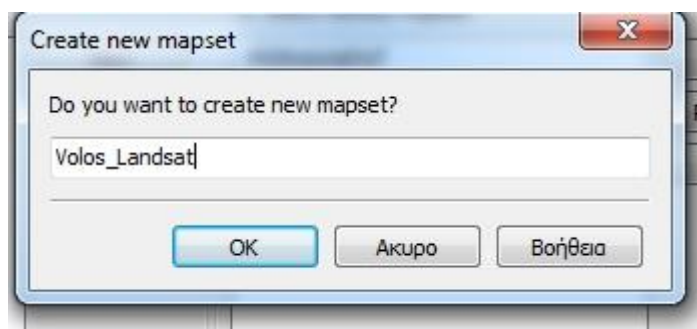 Create new mapset
Do you want to create new mapset?
Volos_Landsat
OK Ακυρο Βοήθεια